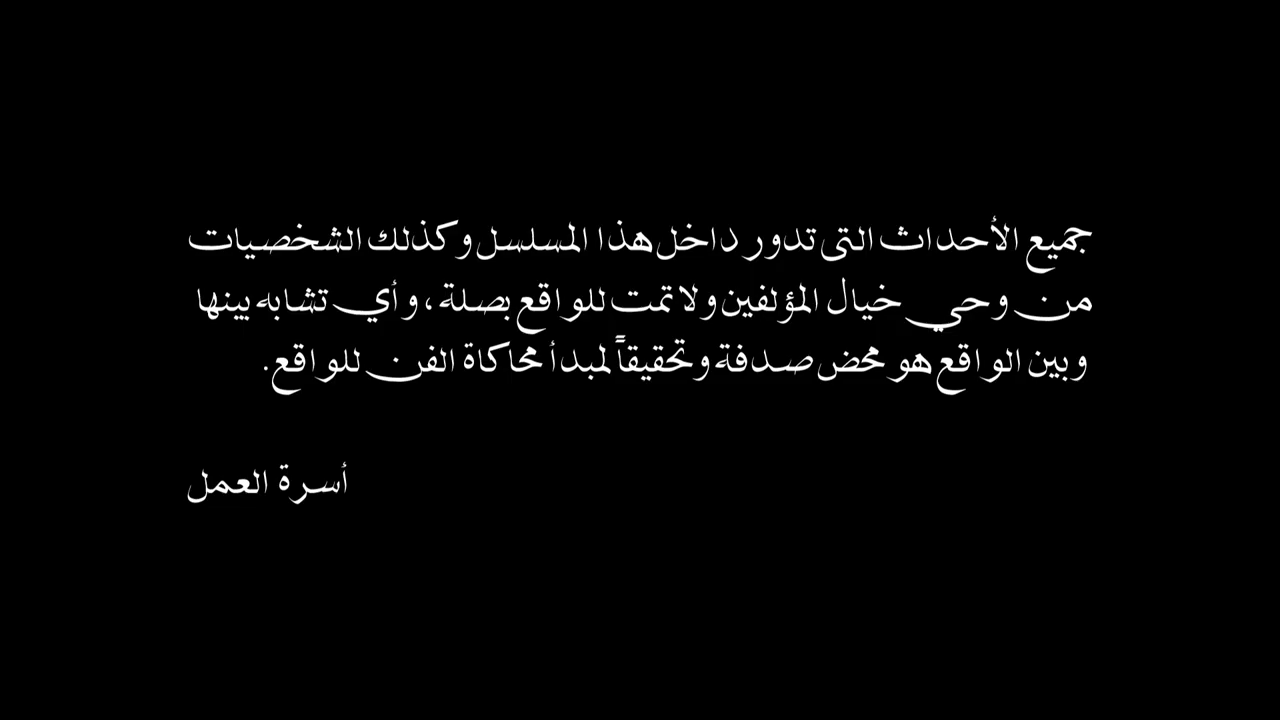 جميع الأحداث التى تدور داخل هذا المسلسل وكذلك الشخصيات
من وحي خيال المؤلفين ولا تمت للواقع بصلة، وأي تشابه بينها
وبين الواقع هو محض صدفة وتحقيقاً لمبدأ محاكاة الفن للواقع.
أسرة العمل